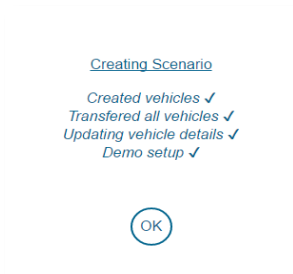 Creating Scenario
Created vehicles ✓
Transfered all vehicles ✓
Updating vehicle details ✓
Demo setup ✓
OK